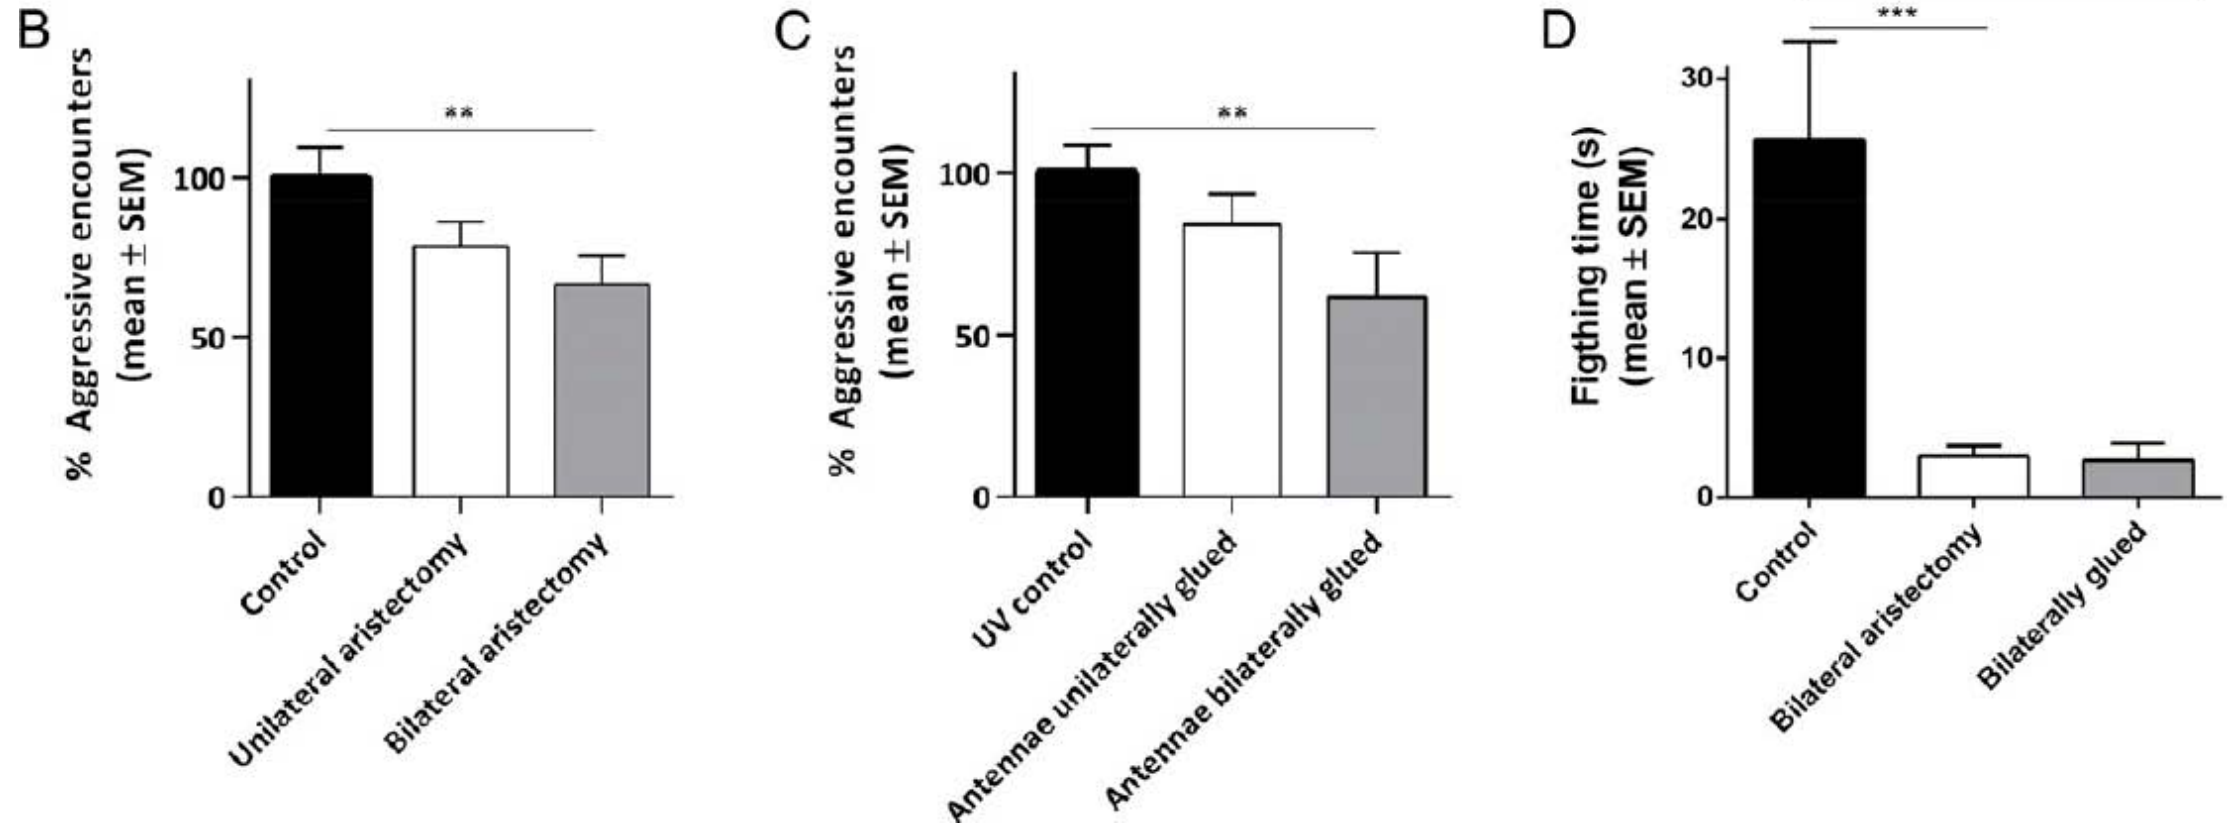 B
% Aggressive encounters
(mean ± SEM)
100
50
0
**
Control
Unilateral aristectomy
Bilateral aristectomy
C
% Aggressive encounters
(mean ± SEM)
100
50
0
**
UV control
Antennae unilaterally glued
Antennae bilaterally glued
D
Figthing time (s)
(mean ± SEM)
30
20
10
0
***
Control
Bilateral aristectomy
Bilaterally glued